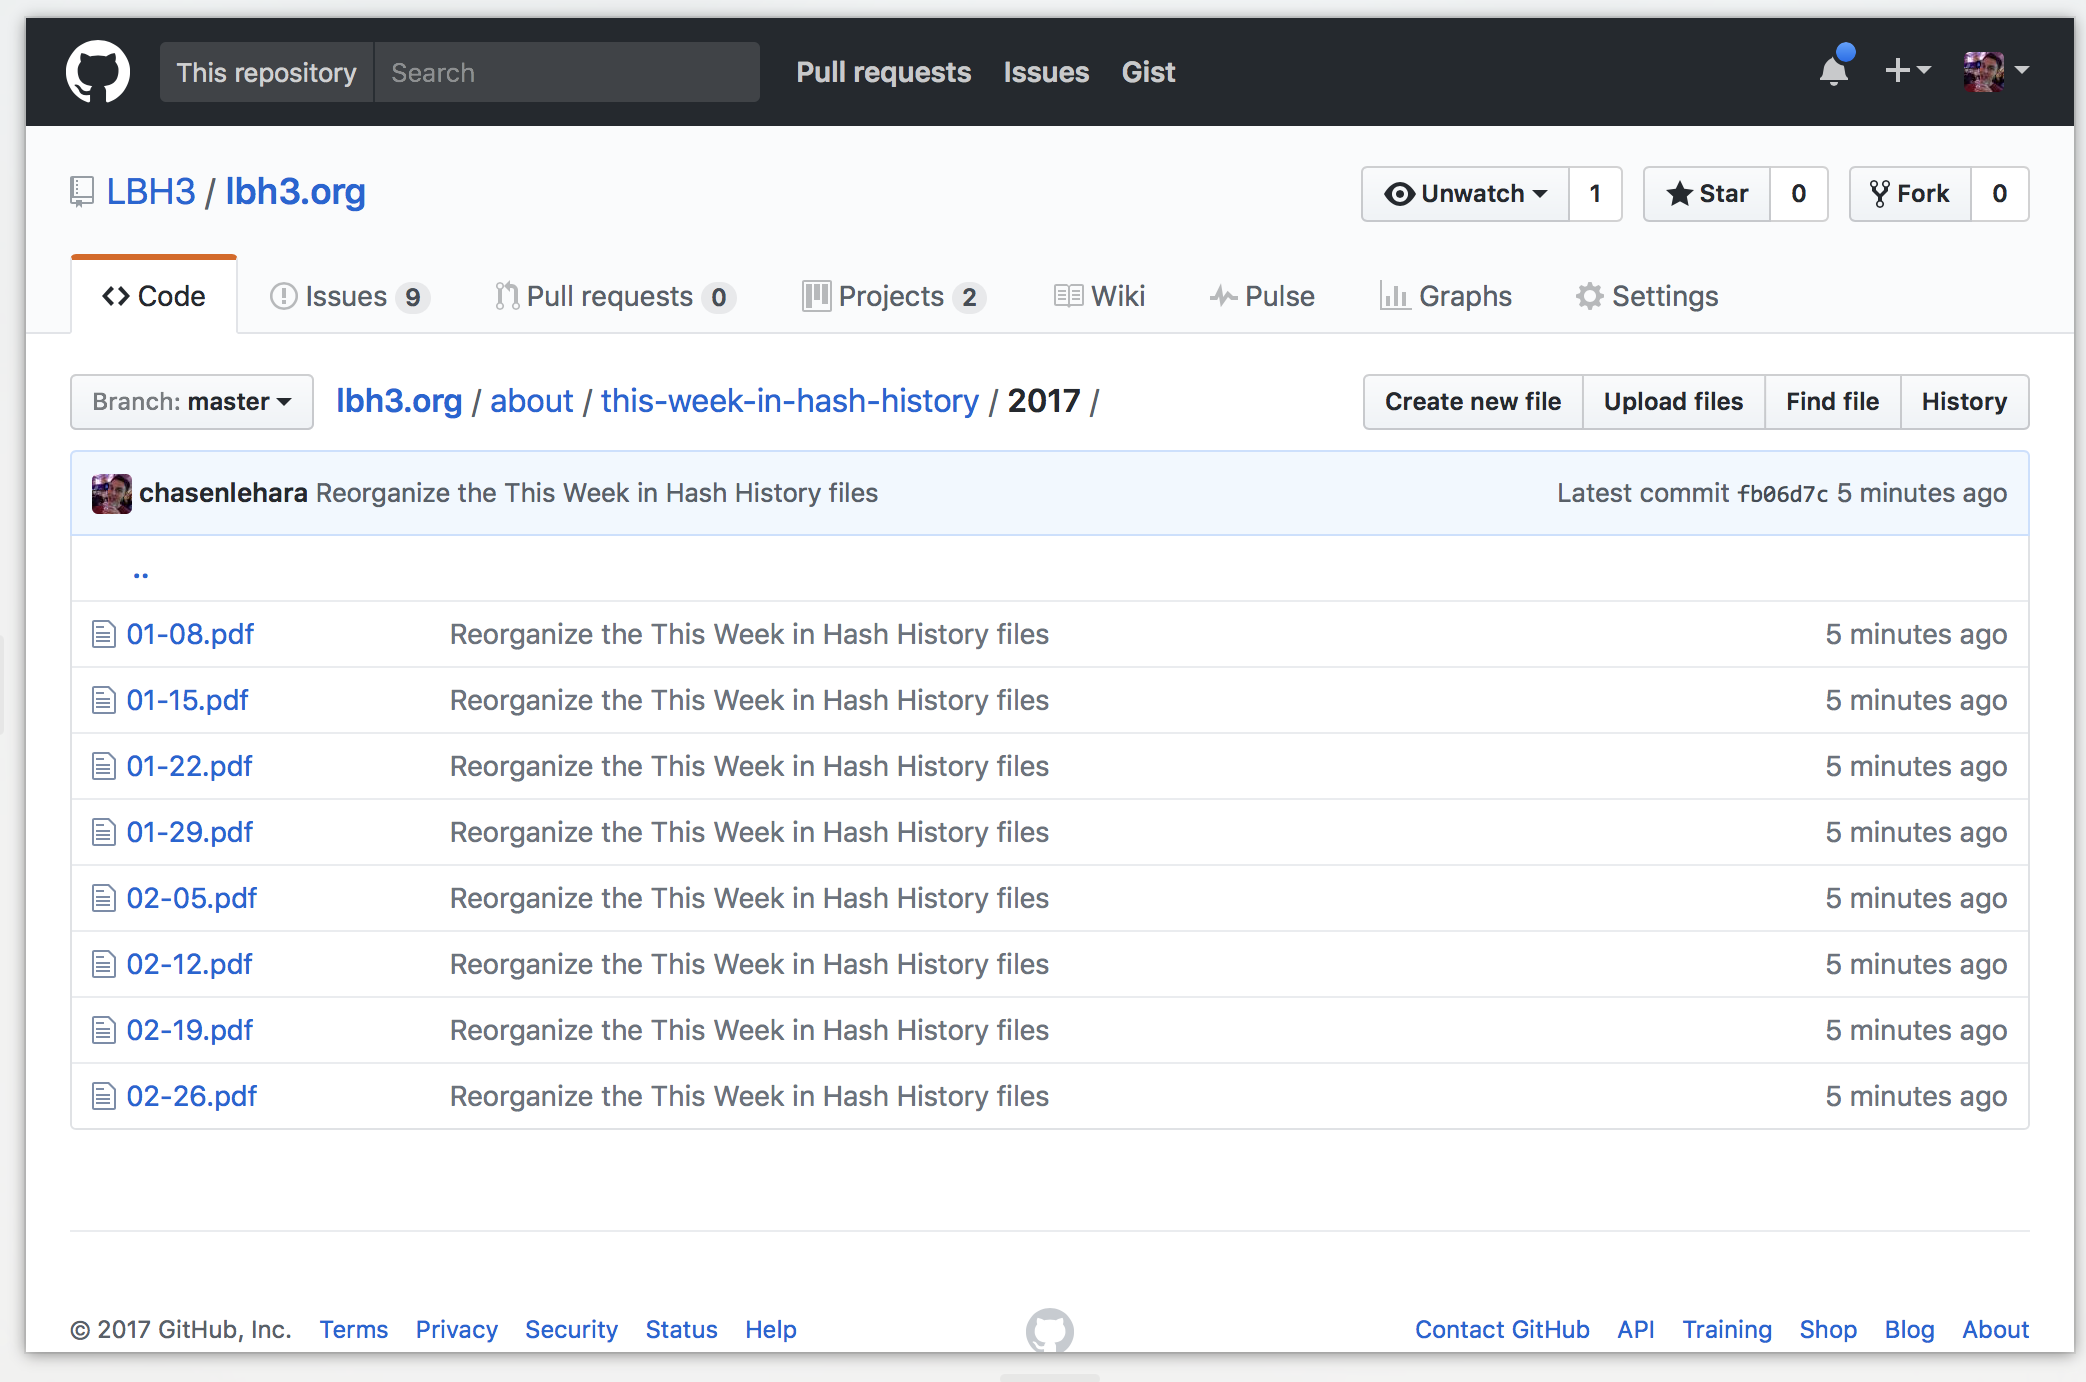 This repository Search Pull requests Issues Gist
LBH3 / lbh3.org Unwatch 1 Star 0 Fork 0
Code Issues 9 Pull requests 0 Projects 2 Wiki Pulse Graphs Settings
Branch: master lbh3.org / about / this-week-in-hash-history / 2017 / Create new file Upload files Find file History
chasenlehara Reorganize the This Week in Hash History files Latest commit fb06d7c 5 minutes ago
..
01-08.pdf Reorganize the This Week in Hash History files 5 minutes ago
01-15.pdf Reorganize the This Week in Hash History files 5 minutes ago
01-22.pdf Reorganize the This Week in Hash History files 5 minutes ago
01-29.pdf Reorganize the This Week in Hash History files 5 minutes ago
02-05.pdf Reorganize the This Week in Hash History files 5 minutes ago
02-12.pdf Reorganize the This Week in Hash History files 5 minutes ago
02-19.pdf Reorganize the This Week in Hash History files 5 minutes ago
02-26.pdf Reorganize the This Week in Hash History files 5 minutes ago
© 2017 GitHub, Inc. Terms Privacy Security Status Help Contact GitHub API Training Shop Blog About